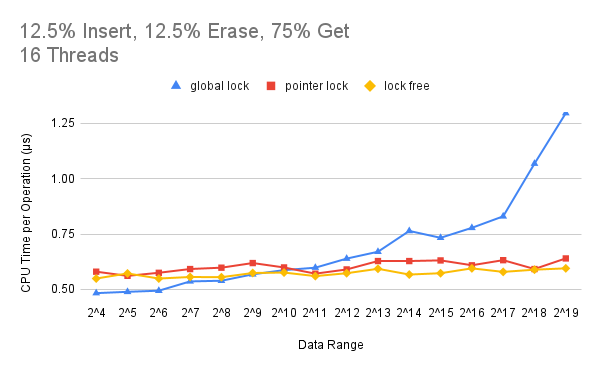 12.5% Insert, 12.5% Erase, 75% Get
16 Threads
global lock pointer lock lock free
CPU Time per Operation (µs)
1.25
1.00
0.75
0.50
2^4 2^5 2^6 2^7 2^8 2^9 2^10 2^11 2^12 2^13 2^14 2^15 2^16 2^17 2^18 2^19
Data Range